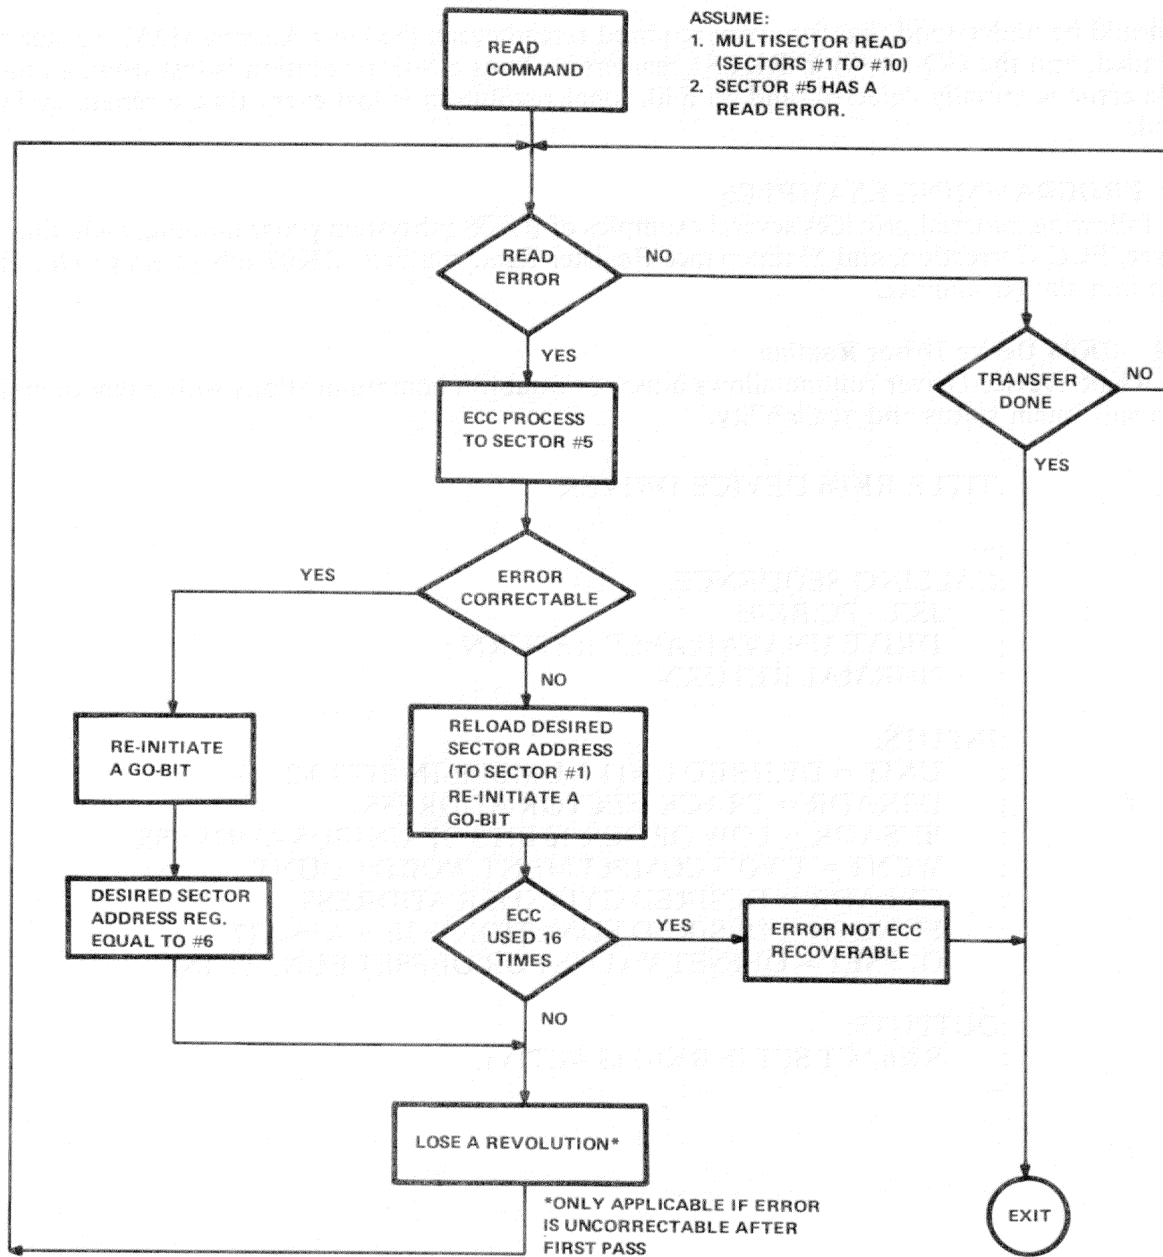 READ
COMMAND
ASSUME:
1. MULTISECTOR READ
(SECTORS #1 TO #10)
2. SECTOR #5 HAS A
READ ERROR.
READ
ERROR
NO
YES
TRANSFER
DONE
NO
YES
ECC PROCESS
TO SECTOR #5
ERROR
CORRECTABLE
YES
NO
RE-INITIATE
A GO-BIT
RELOAD DESIRED
SECTOR ADDRESS
(TO SECTOR #1)
RE-INITIATE A
GO-BIT
DESIRED SECTOR
ADDRESS REG.
EQUAL TO #6
ECC
USED 16
TIMES
YES
ERROR NOT ECC
RECOVERABLE
NO
LOSE A REVOLUTION*
*ONLY APPLICABLE IF ERROR
IS UNCORRECTABLE AFTER
FIRST PASS
EXIT